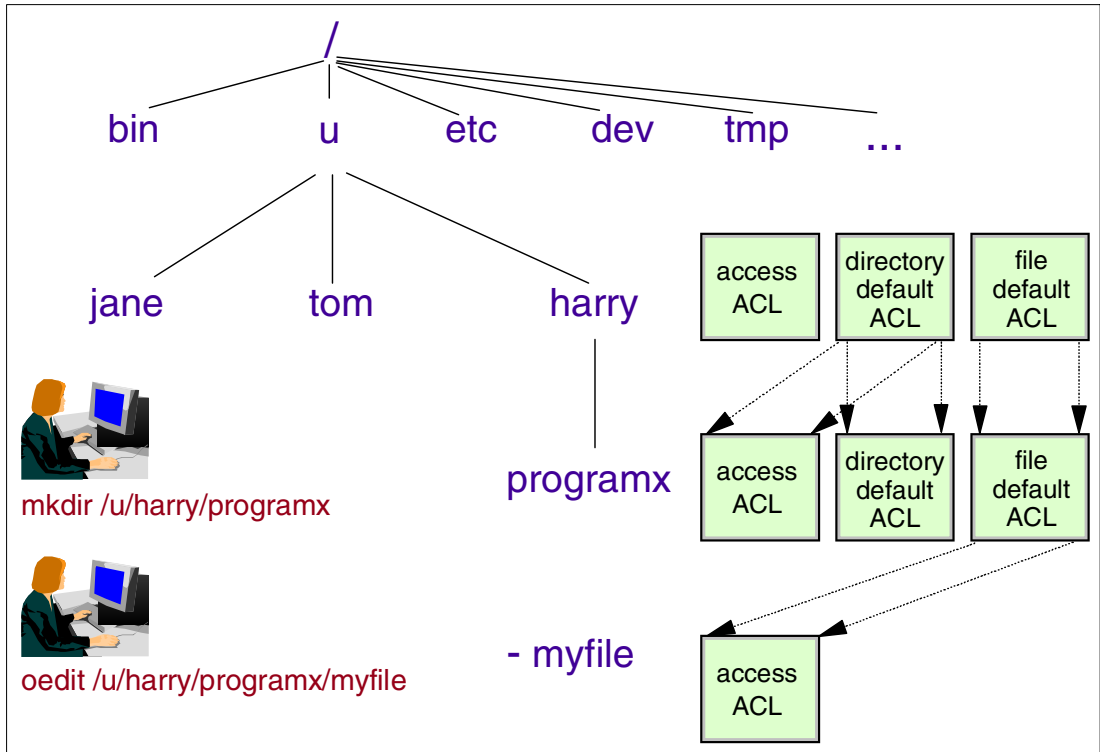 /
bin u etc dev tmp ...
jane tom harry
access
ACL
directory
default
ACL
file
default
ACL
mkdir /u/harry/programx
programx
access
ACL
directory
default
ACL
file
default
ACL
oedit /u/harry/programx/myfile
- myfile
access
ACL